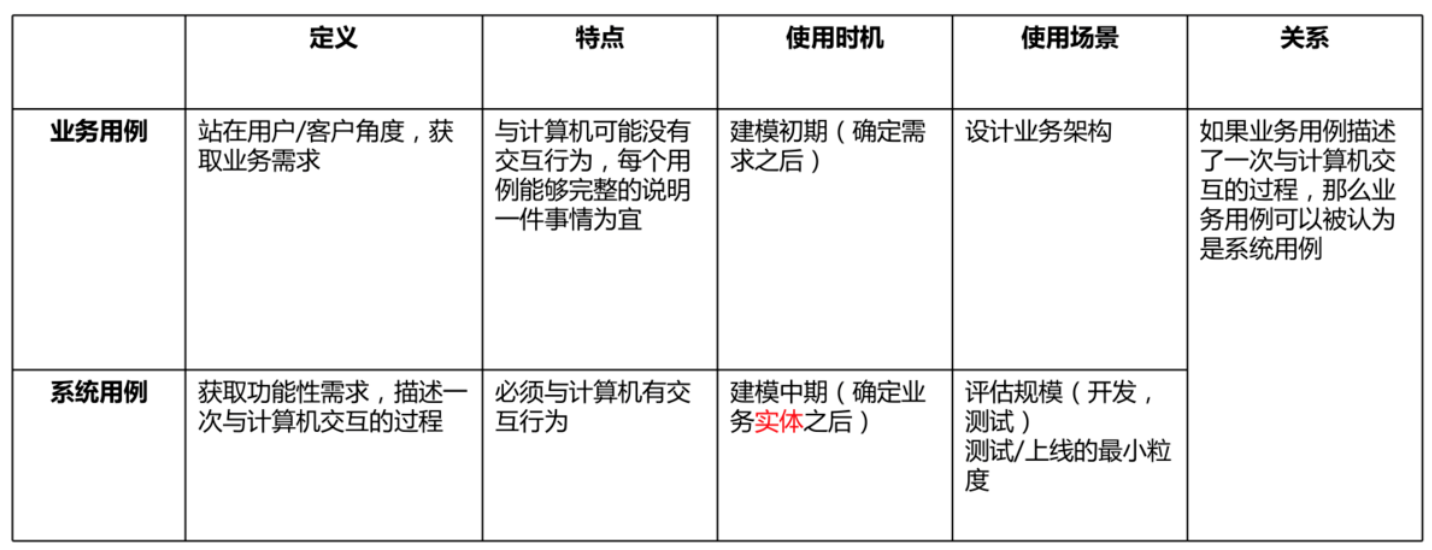 定义
特点
使用时机
使用场景
关系
业务用例
站在用户/客户角度，获
取业务需求
与计算机可能没有
交互行为，每个用
例能够完整的说明
一件事情为宜
建模初期（确定需
求之后）
设计业务架构
如果业务用例描述
了一次与计算机交
互的过程，那么业
务用例可以被认为
是系统用例
系统用例
获取功能性需求，描述一
次与计算机交互的过程
必须与计算机有交
互行为
建模中期（确定业
务实体之后）
评估规模（开发，
测试）
测试/上线的最小粒
度